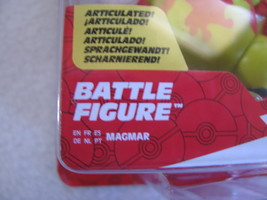 ARTICULATED!
¡ARTICULADO!
ARTICULÉ!
ARTICULADO!
SPRACHGEWANDT!
SCHARNIEREND!
BATTLE
FIGURE™
EN FR ES
DE NL PT MAGMAR